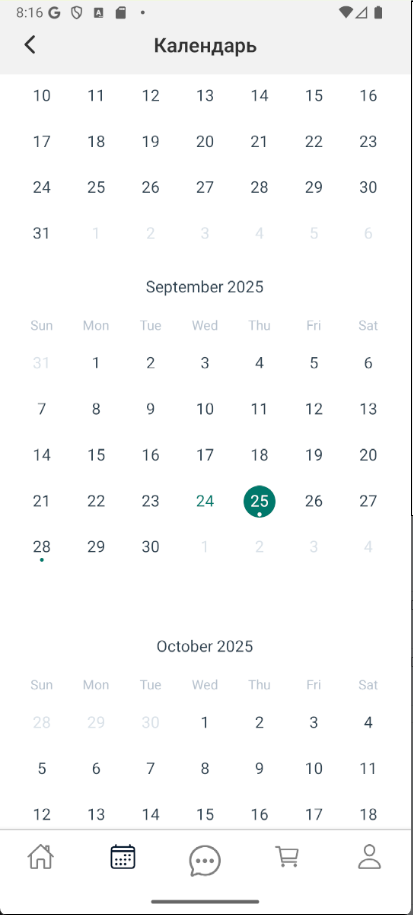 8:16 G A
Календарь
10 11 12 13 14 15 16
17 18 19 20 21 22 23
24 25 26 27 28 29 30
31 1 2 3 4 5 6
September 2025
Sun Mon Tue Wed Thu Fri Sat
31 1 2 3 4 5 6
7 8 9 10 11 12 13
14 15 16 17 18 19 20
21 22 23 24 25 26 27
28 29 30 1 2 3 4
October 2025
Sun Mon Tue Wed Thu Fri Sat
28 29 30 1 2 3 4
5 6 7 8 9 10 11
12 13 14 15 16 17 18